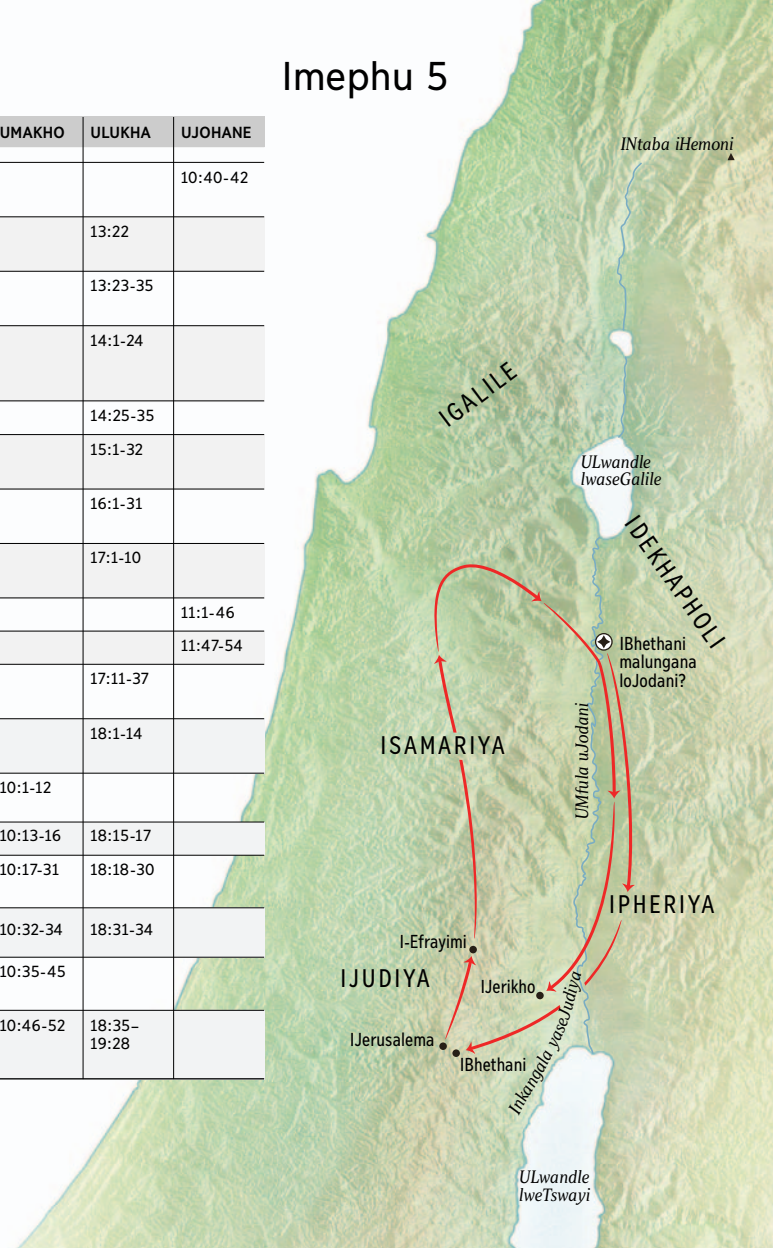 Imephu 5
UMAKHO ULUKHA UJOHANE
10:40-42
13:22
13:23-35
14:1-24
14:25-35
15:1-32
16:1-31
17:1-10
11:1-46
11:47-54
17:11-37
18:1-14
10:1-12
10:13-16 18:15-17
10:17-31 18:18-30
10:32-34 18:31-34
10:35-45
10:46-52 18:35–
19:28
INtaba iHemoni
IGALILE
ULwandle
lwaseGalile
IDEKHAPHOLI
IBhethani
malungana
loJodani?
ISAMARIYA
UMfula uJodani
IPHERIYA
I-Efrayimi
IJUDIYA
IJerikho
IJerusalema
IBhethani
Inkangala yaseJudiya
ULwandle
lweTswayi